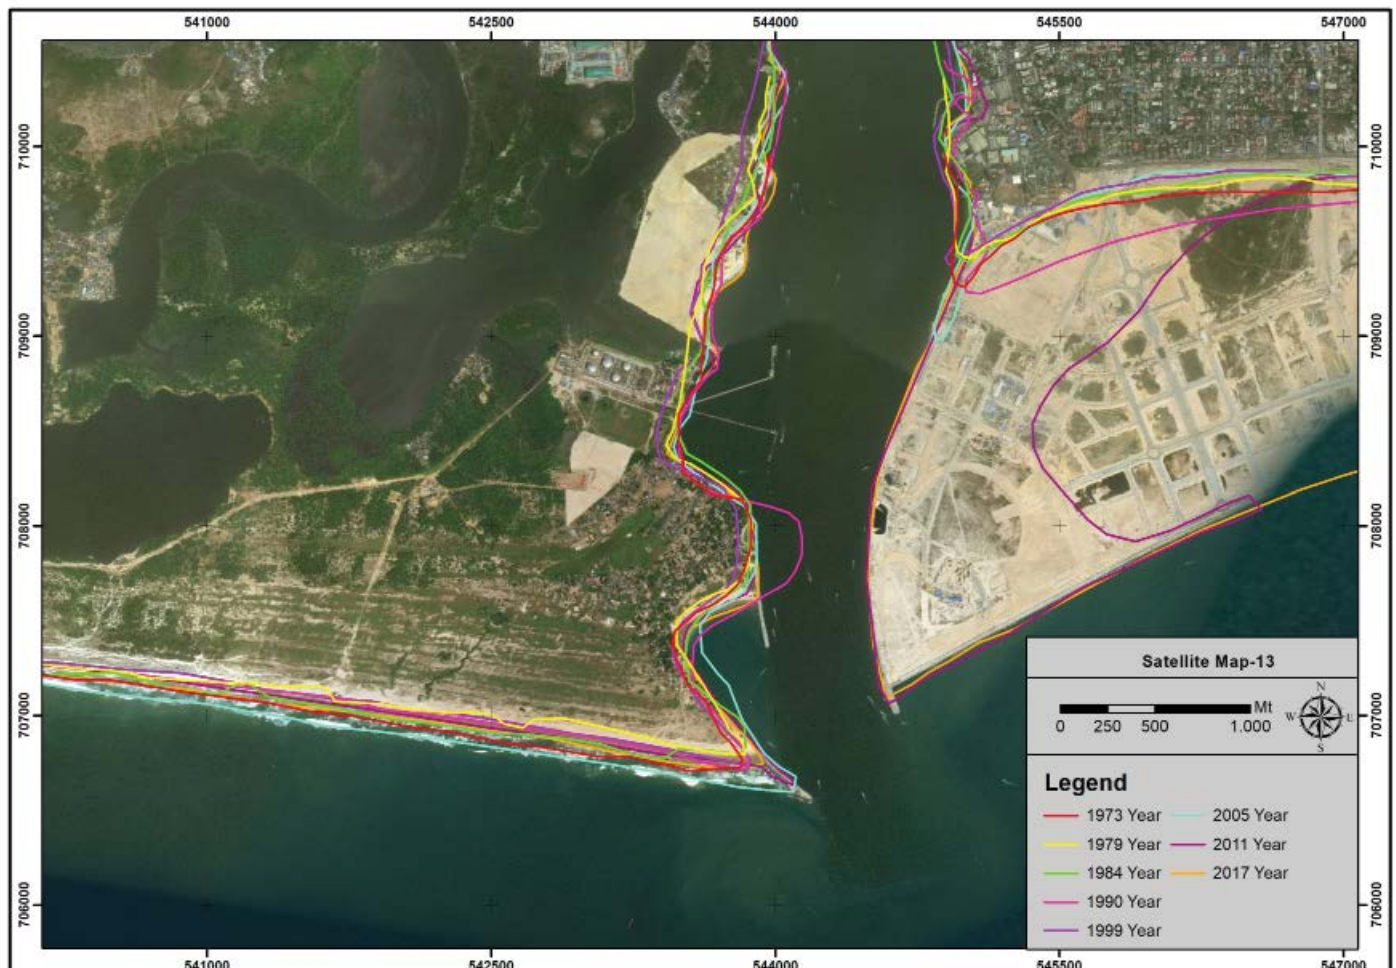 541000 542500 544000 545500 547000
710000 710000
709000 709000
708000 708000
707000 707000
706000 706000
Satellite Map-13
Mt
0 250 500 1.000
N
W E
S
Legend
1973 Year 2005 Year
1979 Year 2011 Year
1984 Year 2017 Year
1990 Year
1999 Year
541000 542500 544000 545500 547000